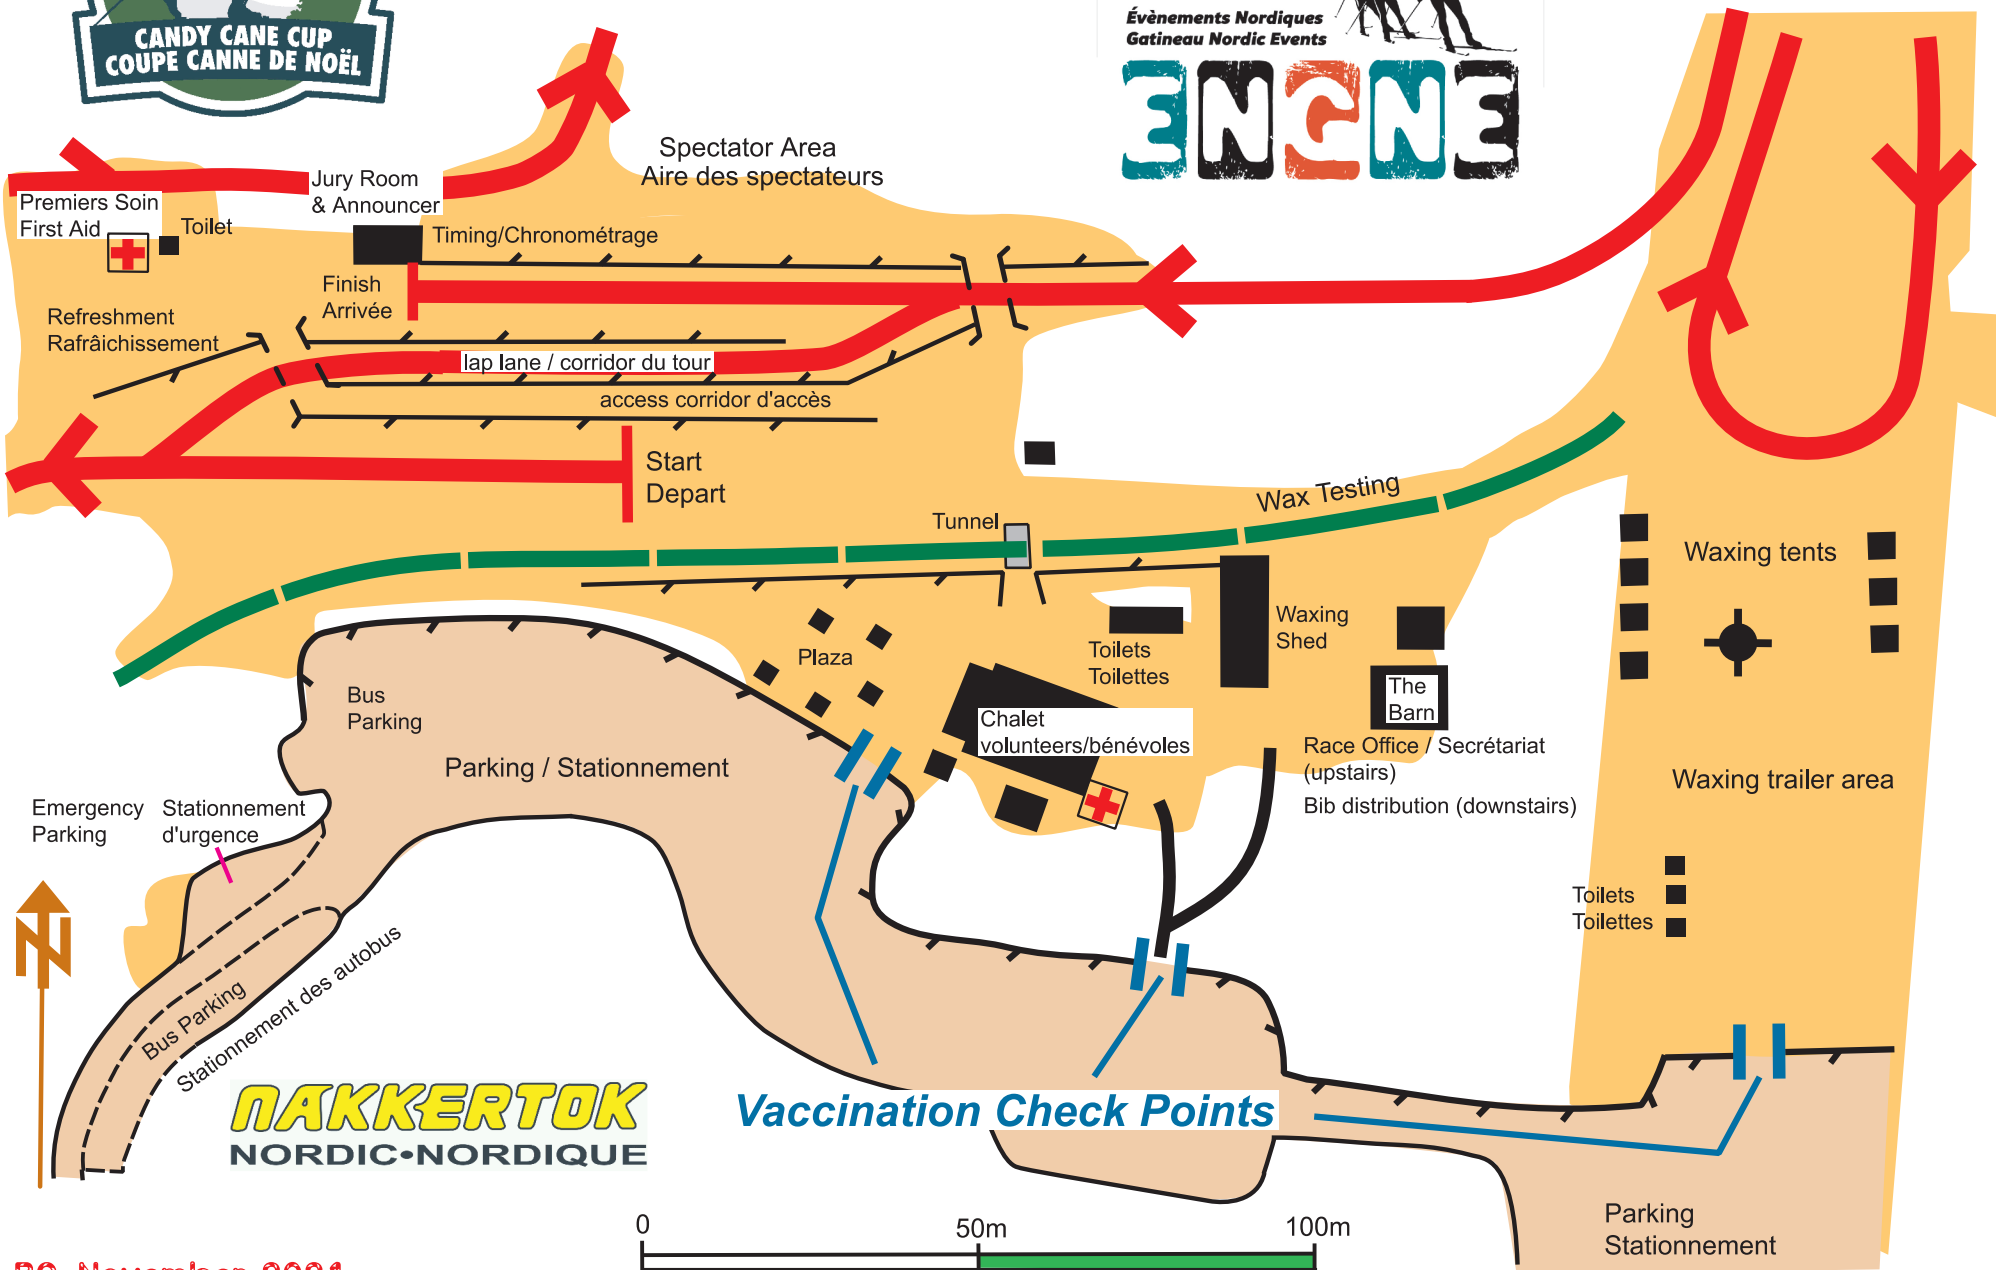 CANDY CANE CUP
COUPE CANNE DE NOËL
Évènements Nordiques
Gatineau Nordic Events
ENGNE
Spectator Area
Aire des spectateurs
Jury Room
& Announcer
Premiers Soin
First Aid
Toilet
Timing/Chronométrage
Finish
Arrivée
Refreshment
Rafrâichissement
lap lane / corridor du tour
access corridor d'accès
Start
Depart
Wax Testing
Tunnel
Waxing tents
Waxing
Shed
Toilets
Toilettes
Plaza
The
Barn
Bus
Parking
Chalet
volunteers/bénévoles
Race Office / Secrétariat
(upstairs)
Bib distribution (downstairs)
Parking / Stationnement
Waxing trailer area
Emergency
Parking
Stationnement
d'urgence
Toilets
Toilettes
N
Bus Parking
Stationnement des autobus
NAKKERTOK
NORDIC•NORDIQUE
Vaccination Check Points
Parking
Stationnement
0
50m
100m
November 2021